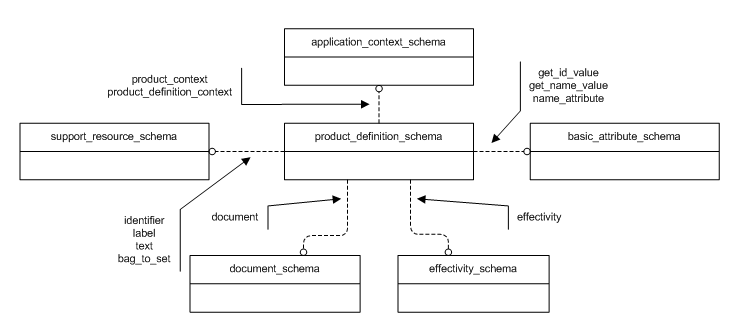 application_context_schema
product_context
product_definition_context
get_id_value
get_name_value
name_attribute
support_resource_schema
product_definition_schema
basic_attribute_schema
identifier
label
text
bag_to_set
document
effectivity
document_schema
effectivity_schema